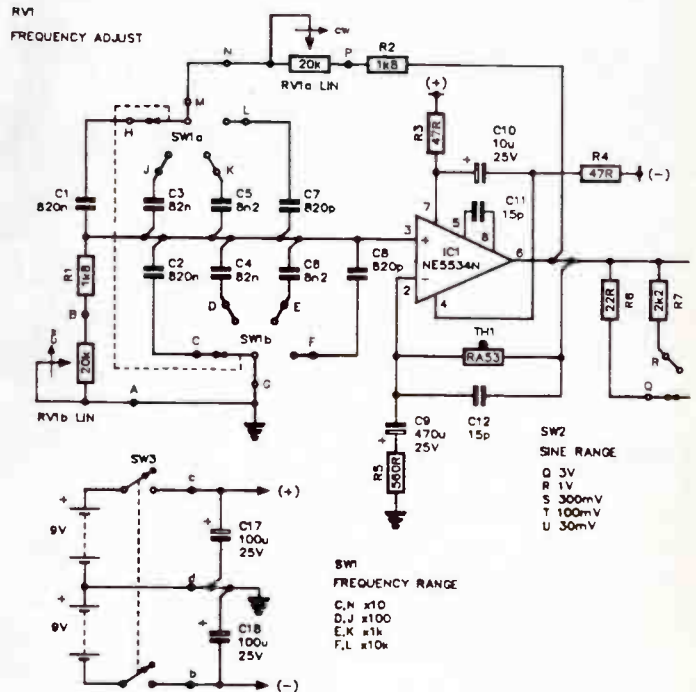 RV1
FREQUENCY ADJUST
CW
N
20k
P
R2
1k8
RV1a LIN
(+)
M
H
SW1a
L
J
K
R3
47R
C10
10u
25V
+
R4
47R
(-)
C1
820n
C3
82n
C5
8n2
C7
820p
C11
15p
7
5
8
3
+
IC1
NE5534N
6
2
-
4
C2
820n
C4
82n
C6
8n2
C8
820p
R1
1k8
B
D
E
SW1b
C
F
G
CW
20k
A
RV1b LIN
TH1
RA53
22R
R6
2k2
R7
R
Q
C9
470u
25V
+
C12
15p
R5
560R
SW2
SINE RANGE
Q 3V
R 1V
S 300mV
T 100mV
U 30mV
SW3
+
9V
c
(+)
+
C17
100u
25V
d
+
9V
+
C18
100u
25V
b
(-)
SW1
FREQUENCY RANGE
C,N x10
D,J x100
E,K x1k
F,L x10k